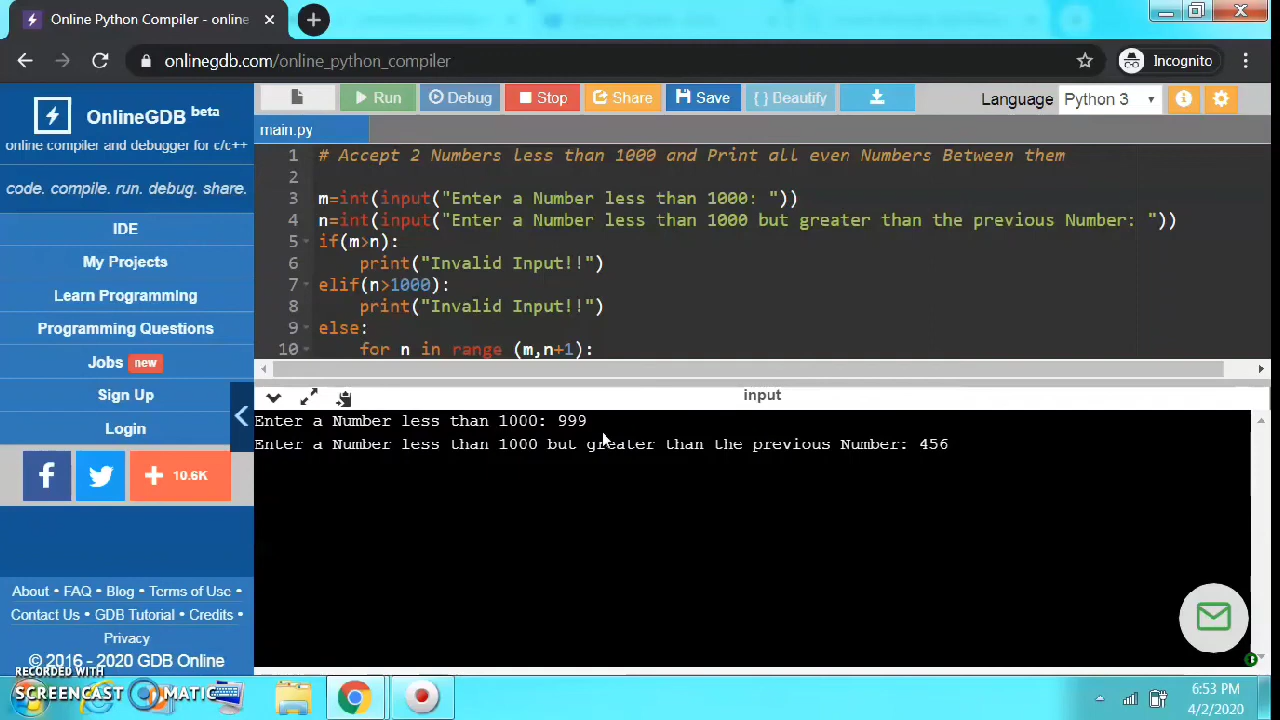 Online Python Compiler - online
onlinegdb.com/online_python_compiler
Incognito
OnlineGDB beta
online compiler and debugger for c/c++
code. compile. run. debug. share.
IDE
My Projects
Learn Programming
Programming Questions
Jobs new
Sign Up
Login
+ 10.6K
About • FAQ • Blog • Terms of Use •
Contact Us • GDB Tutorial • Credits •
Privacy
© 2016 - 2020 GDB Online
Run Debug Stop Share Save { } Beautify
Language Python 3
main.py
1 # Accept 2 Numbers Less than 1000 and Print all even Numbers Between them
2
3 m=int(input("Enter a Number less than 1000: "))
4 n=int(input("Enter a Number less than 1000 but greater than the previous Number: "))
5 if(m>n):
6 print("Invalid Input!!")
7 elif(n>1000):
8 print("Invalid Input!!")
9 else:
10 for n in range (m,n+1):
input
Enter a Number less than 1000: 999
Enter a Number less than 1000 but greater than the previous Number: 456
RECORDED WITH
SCREENCAST MATIC
6:53 PM
4/2/2020